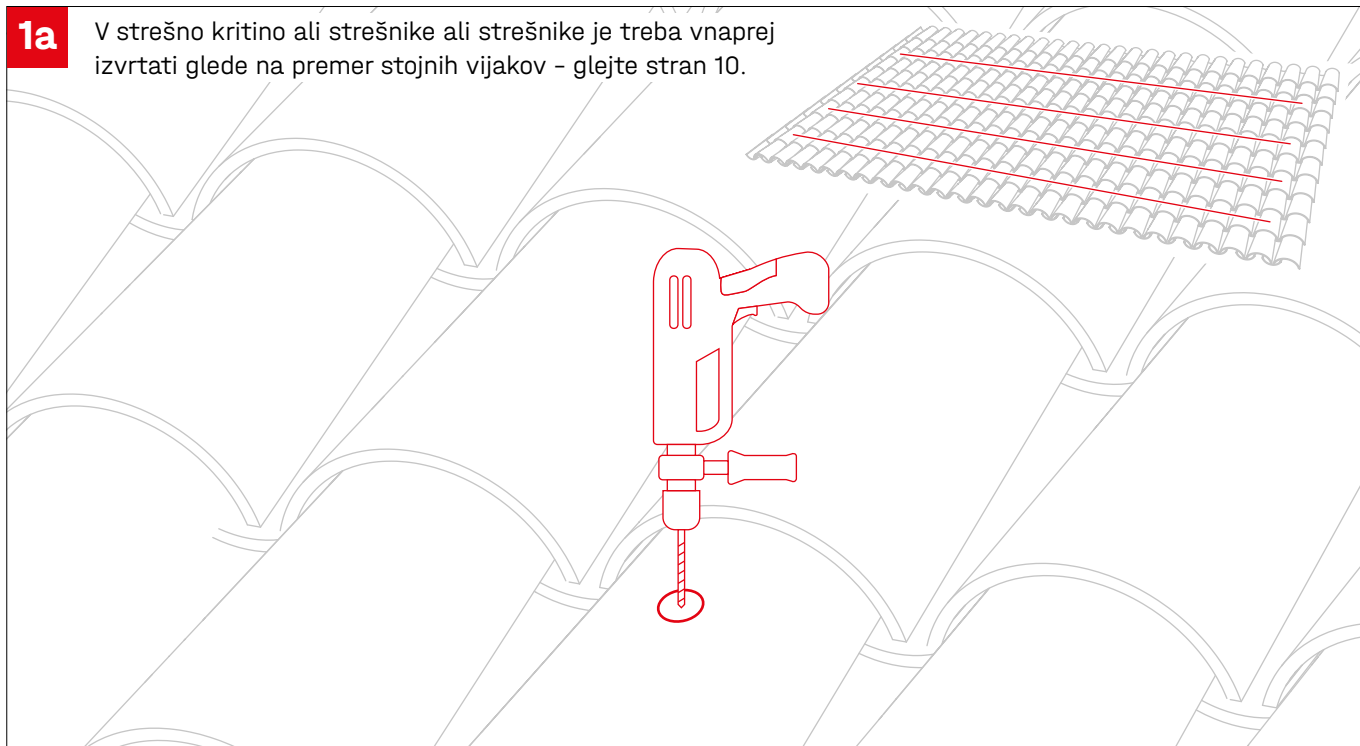 1a
V strešno kritino ali strešnike ali strešnike je treba vnaprej
izvrtati glede na premer stojnih vijakov – glejte stran 10.